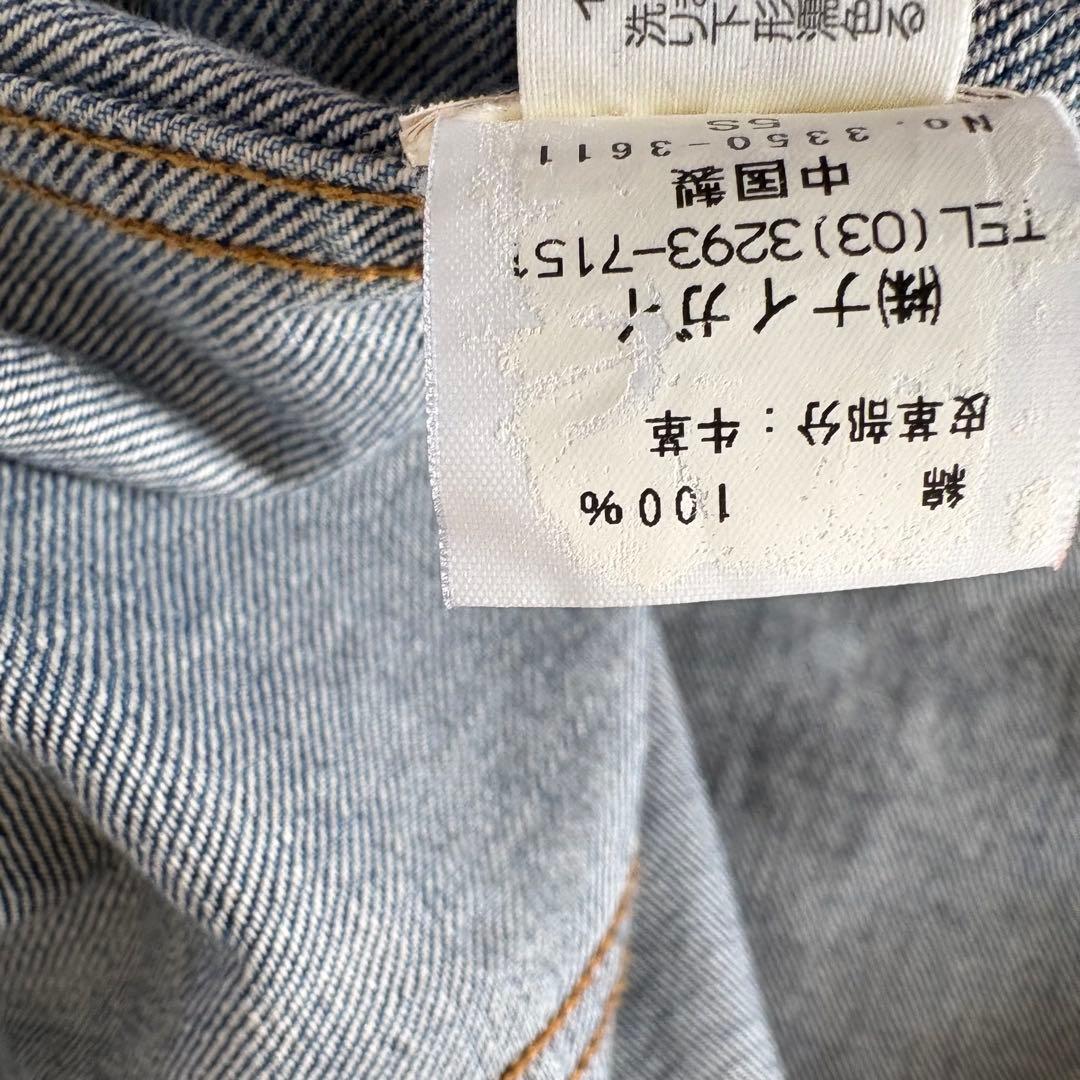 綿 100%
皮革部分:牛革
㈱ナイガイ
TEL(03)3293-715
中国製
No.3350-3611
5S